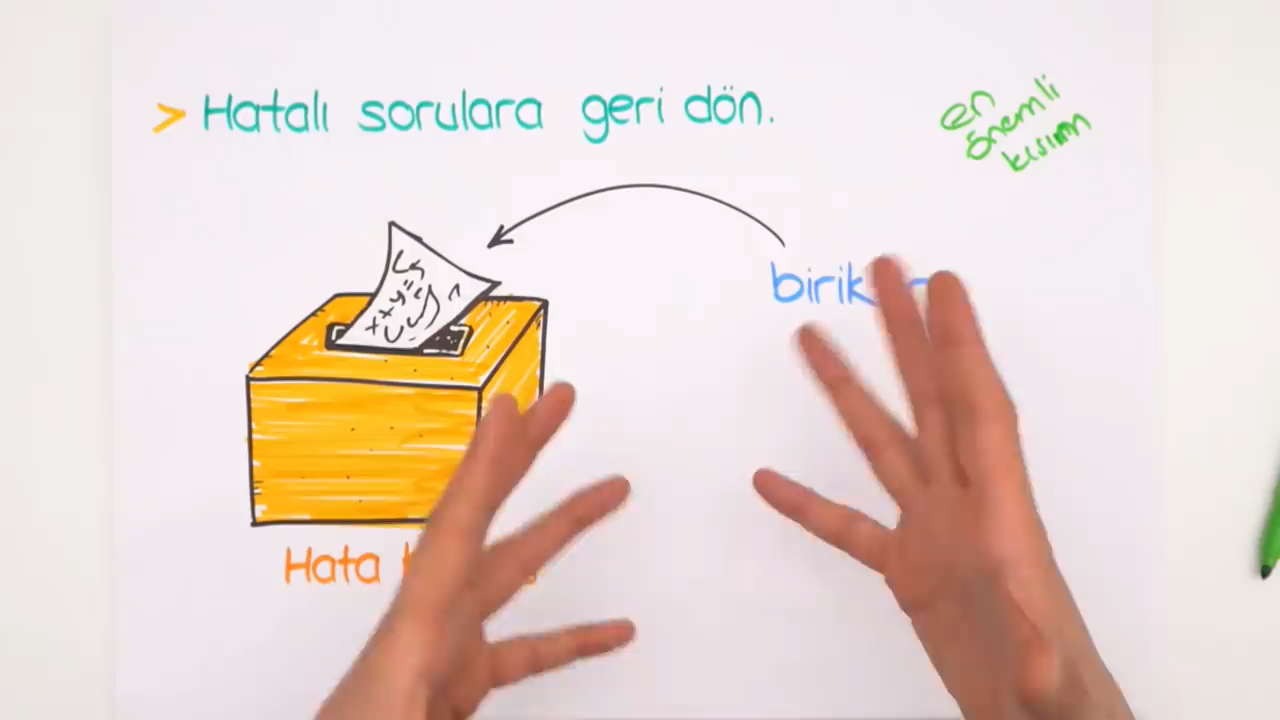 > Hatalı sorulara geri dön.
en
önemli
kısım
x+y=
Hata